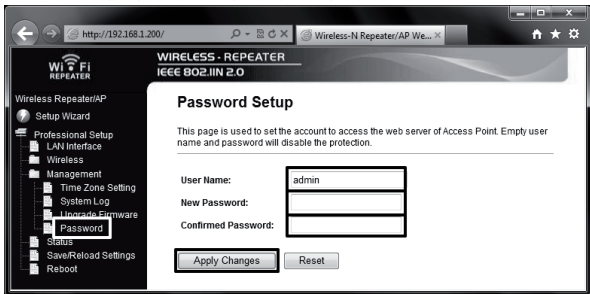 http://192.168.1.200/
Wireless-N Repeater/AP We...
Wi Fi
REPEATER
WIRELESS - REPEATER
IEEE 802.11N 2.0
Wireless Repeater/AP
Setup Wizard
Professional Setup
LAN Interface
Wireless
Management
Time Zone Setting
System Log
Upgrade Firmware
Password
Status
Save/Reload Settings
Reboot
Password Setup
This page is used to set the account to access the web server of Access Point. Empty user
name and password will disable the protection.
User Name:
admin
New Password:
Confirmed Password:
Apply Changes
Reset